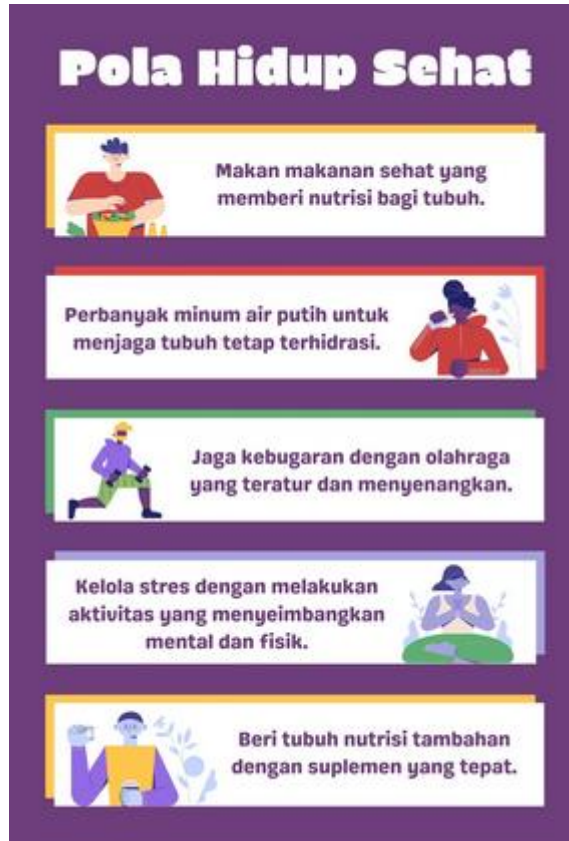 Pola Hidup Sehat
Makan makanan sehat yang
memberi nutrisi bagi tubuh.
Perbanyak minum air putih untuk
menjaga tubuh tetap terhidrasi.
Jaga kebugaran dengan olahraga
yang teratur dan menyenangkan.
Kelola stres dengan melakukan
aktivitas yang menyeimbangkan
mental dan fisik.
Beri tubuh nutrisi tambahan
dengan suplemen yang tepat.